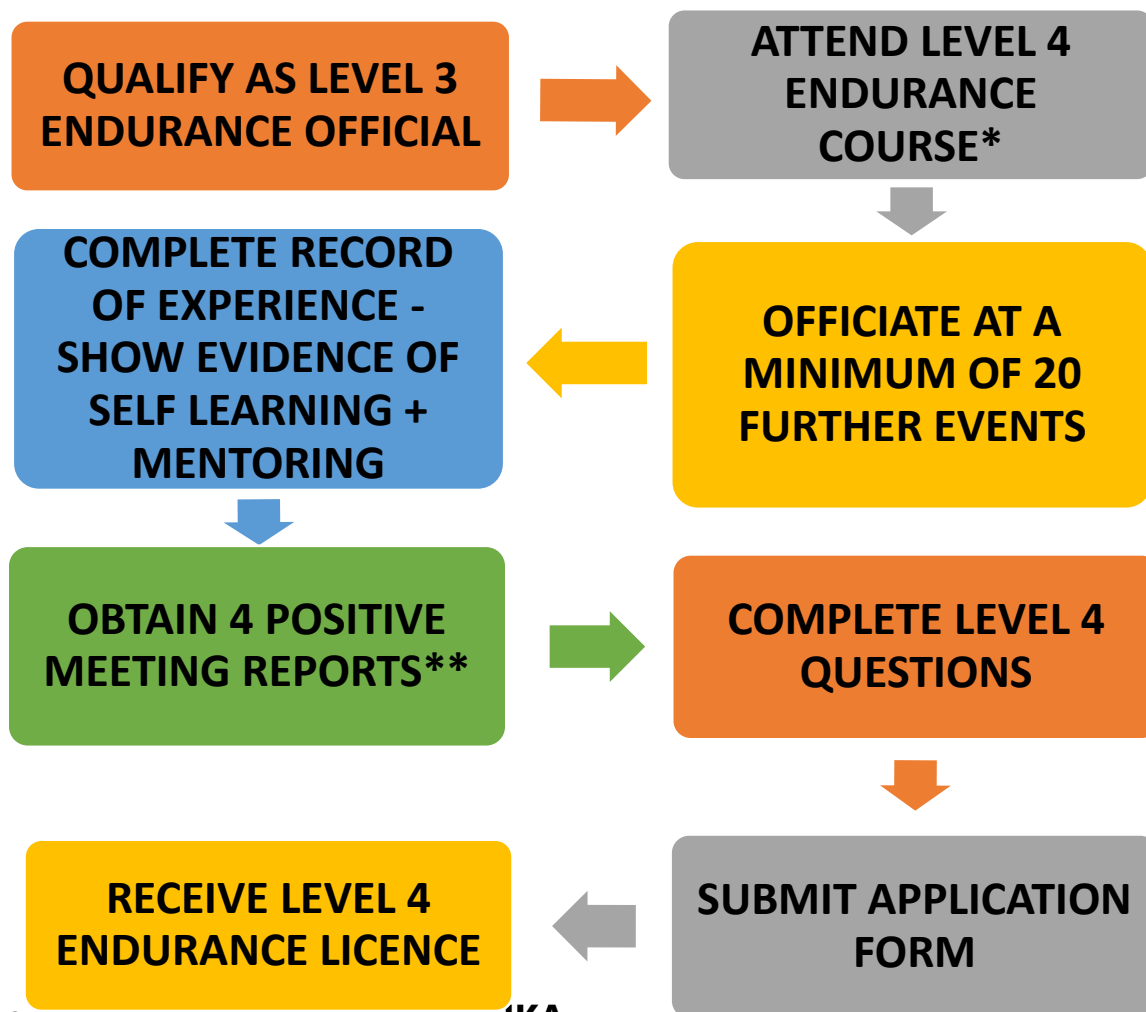 QUALIFY AS LEVEL 3
ENDURANCE OFFICIAL
ATTEND LEVEL 4
ENDURANCE
COURSE*
OFFICIATE AT A
MINIMUM OF 20
FURTHER EVENTS
COMPLETE RECORD
OF EXPERIENCE -
SHOW EVIDENCE OF
SELF LEARNING +
MENTORING
OBTAIN 4 POSITIVE
MEETING REPORTS**
COMPLETE LEVEL 4
QUESTIONS
SUBMIT APPLICATION
FORM
RECEIVE LEVEL 4
ENDURANCE LICENCE